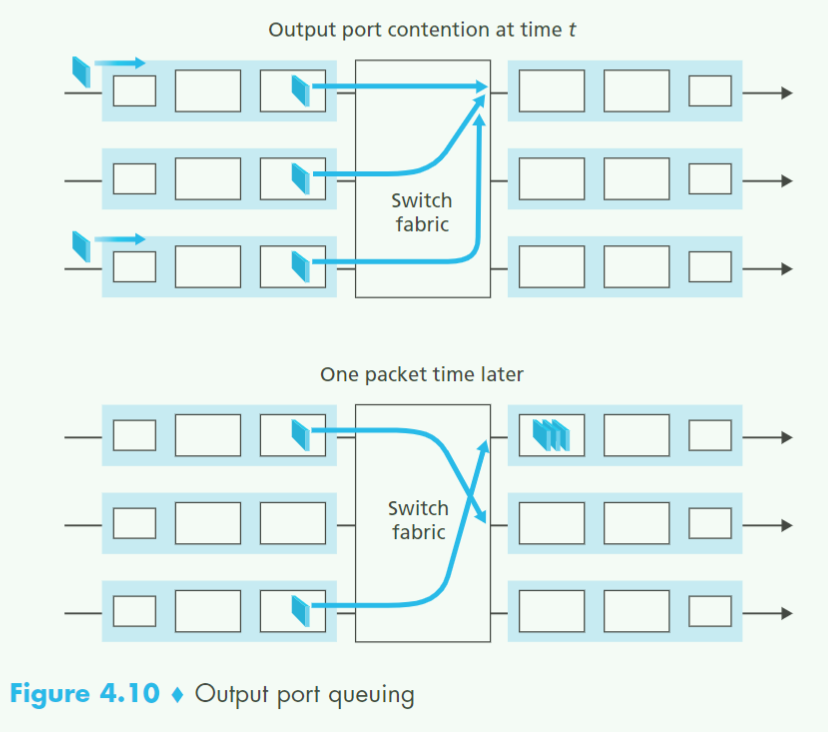 Output port contention at time t
Switch
fabric
One packet time later
Switch
fabric
Figure 4.10 ♦ Output port queuing